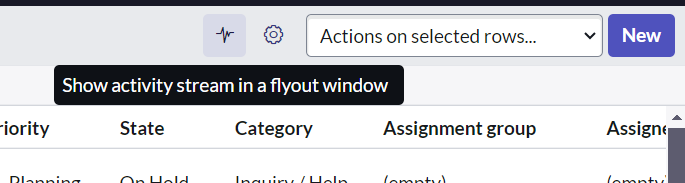 Actions on selected rows... New
Show activity stream in a flyout window
riority State Category Assignment group Assigne
Planning On Hold Inquiry / Help (empty) (empty)